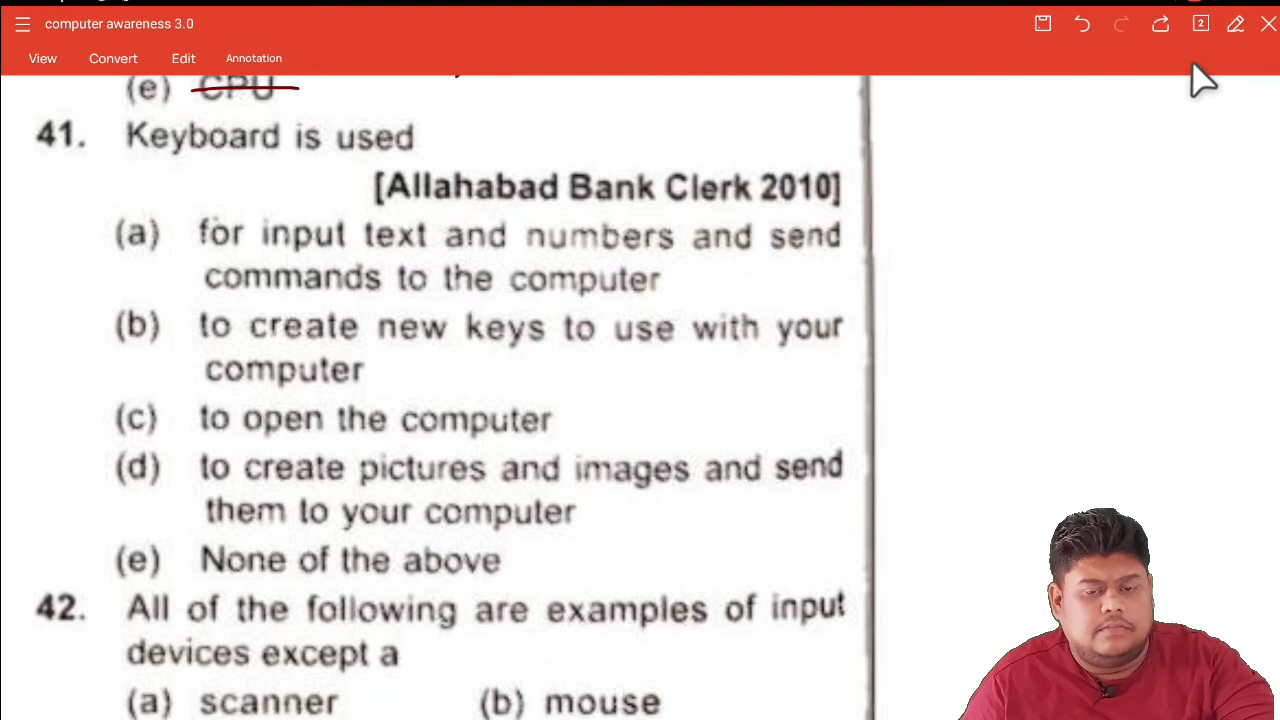 computer awareness 3.0
2
View Convert Edit Annotation
(e) CPU
41. Keyboard is used
[Allahabad Bank Clerk 2010]
(a) for input text and numbers and send
commands to the computer
(b) to create new keys to use with your
computer
(c) to open the computer
(d) to create pictures and images and send
them to your computer
(e) None of the above
42. All of the following are examples of input
devices except a
(a) scanner (b) mouse